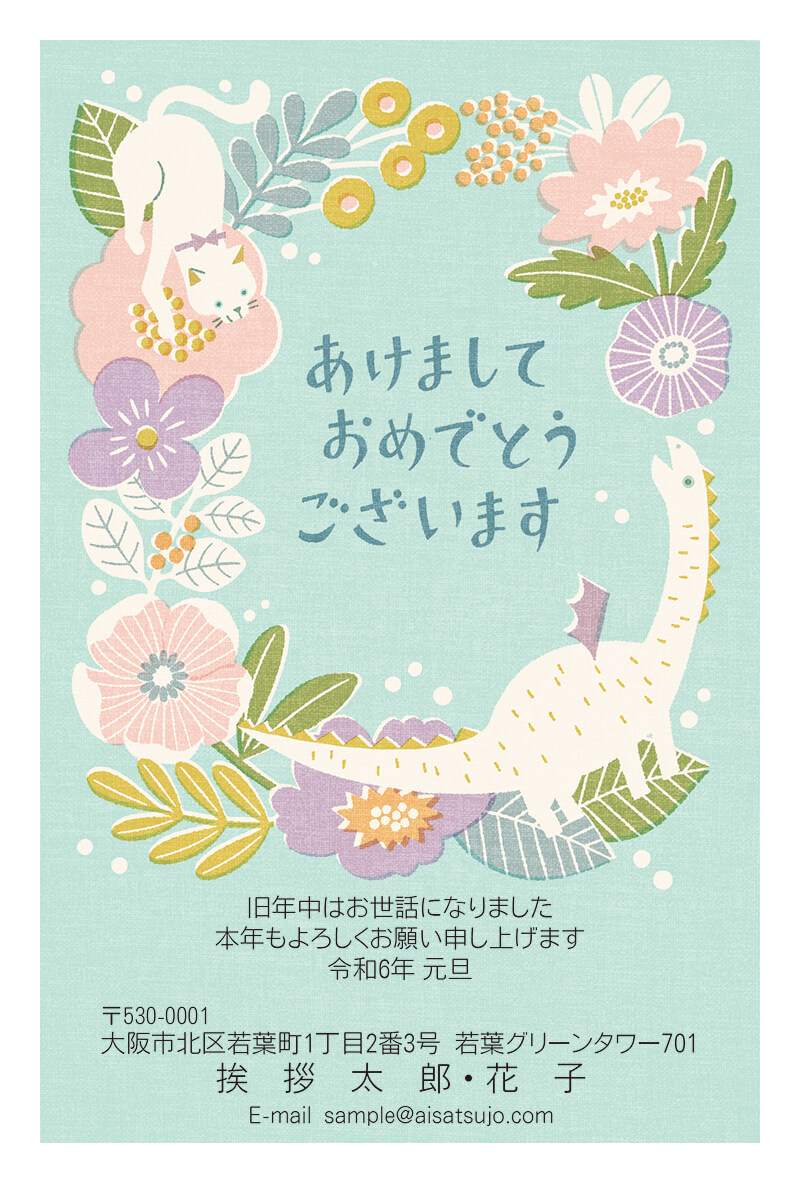 あけまして
おめでとう
ございます
旧年中はお世話になりました
本年もよろしくお願い申し上げます
令和6年 元旦
〒530-0001
大阪市北区若葉町1丁目2番3号 若葉グリーンタワー701
挨 拶 太 郎・花 子
E-mail sample@aisatsujo.com